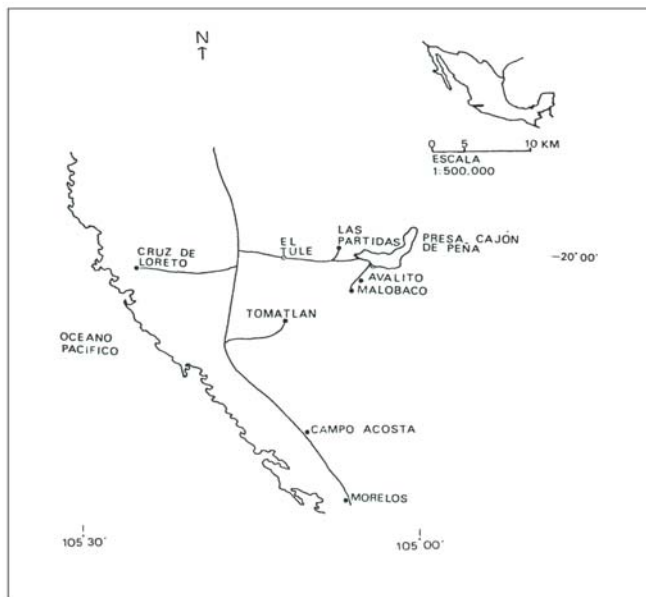 N
0 5 10 KM
ESCALA
1:500,000
LAS
PARTIDAS
EL
TULE
PRESA CAJÓN
DE PEÑA
CRUZ DE
LORETO
—20°00'
AVALITO
MALOBACO
TOMATLAN
OCEANO
PACIFICO
CAMPO ACOSTA
MORELOS
105°30'
105°00'